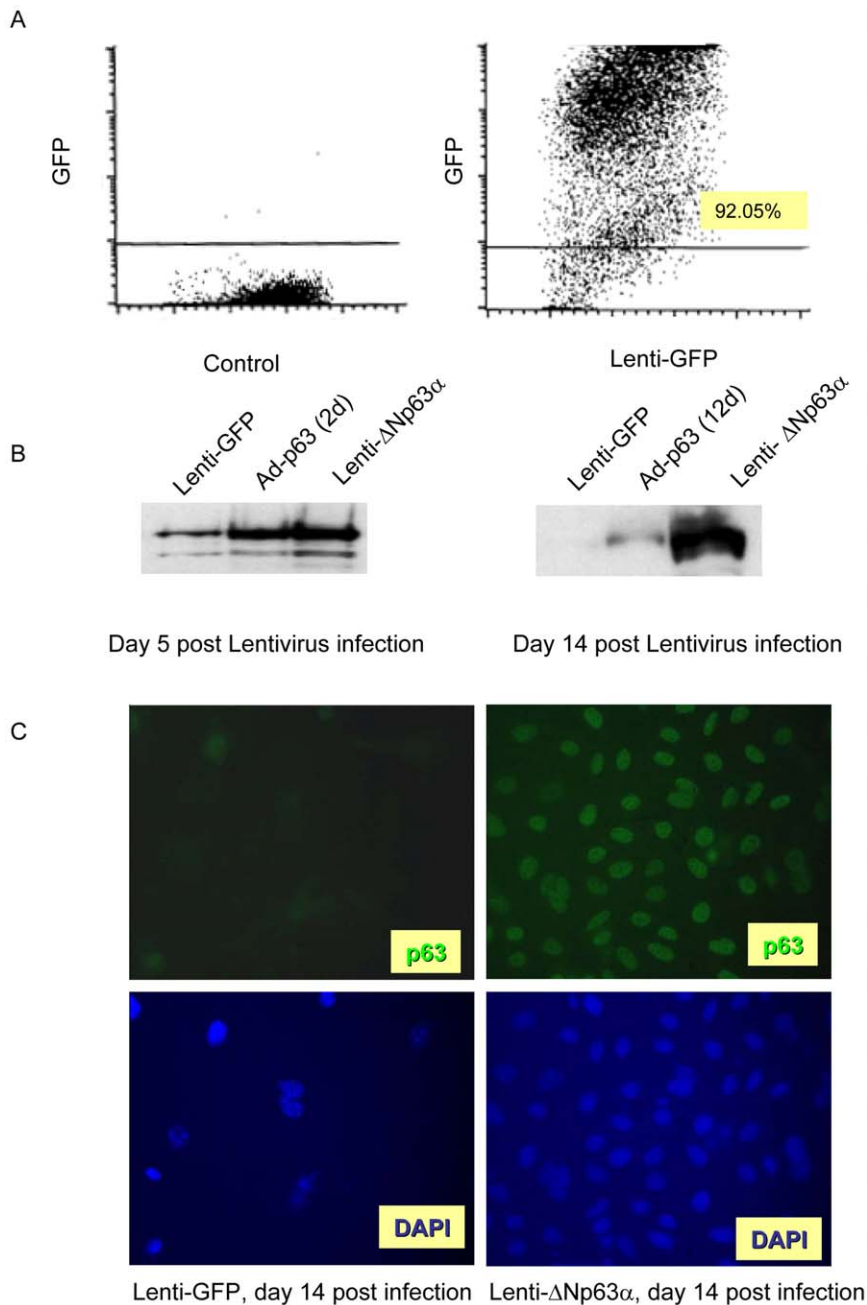 A
GFP
GFP
92.05%
Control
Lenti-GFP
B
Lenti-GFP
Ad-p63 (2d)
Lenti-ΔNp63α
Lenti-GFP
Ad-p63 (12d)
Lenti- ΔNp63α
Day 5 post Lentivirus infection
Day 14 post Lentivirus infection
C
p63
p63
DAPI
DAPI
Lenti-GFP, day 14 post infection
Lenti-ΔNp63α, day 14 post infection